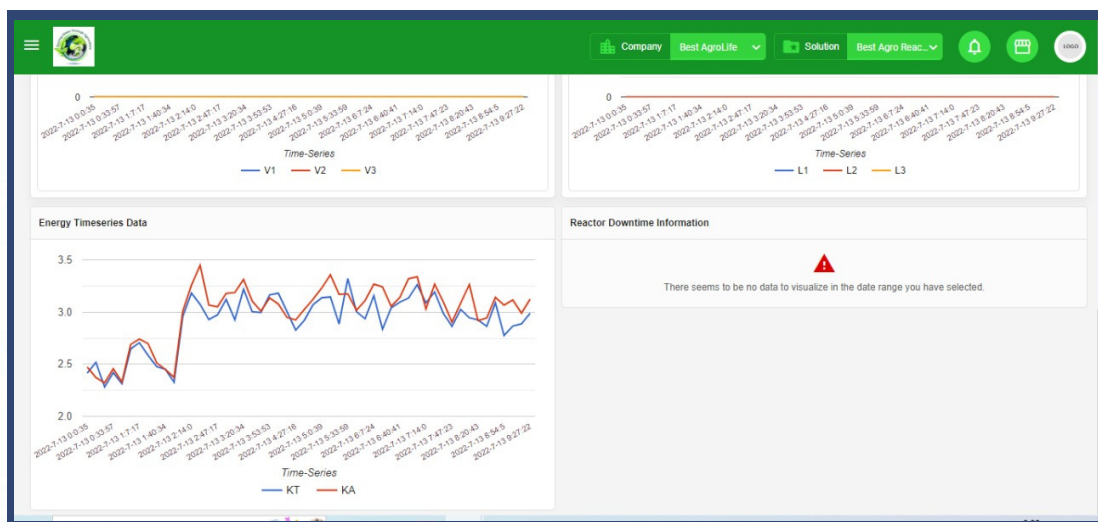 Company Best AgroLife Solution Best Agro Reac... LOGO
0
2022-7-13 0:0:35 2022-7-13 0:33:57 2022-7-13 1:7:17 2022-7-13 1:40:34 2022-7-13 2:14:0 2022-7-13 2:47:17 2022-7-13 3:20:34 2022-7-13 3:53:53 2022-7-13 4:27:16 2022-7-13 5:0:39 2022-7-13 5:33:59 2022-7-13 6:7:24 2022-7-13 6:40:41 2022-7-13 7:14:0 2022-7-13 7:47:23 2022-7-13 8:20:43 2022-7-13 8:54:5 2022-7-13 9:27:22
Time-Series
V1 V2 V3
0
2022-7-13 0:0:35 2022-7-13 0:33:57 2022-7-13 1:7:17 2022-7-13 1:40:34 2022-7-13 2:14:0 2022-7-13 2:47:17 2022-7-13 3:20:34 2022-7-13 3:53:53 2022-7-13 4:27:16 2022-7-13 5:0:39 2022-7-13 5:33:59 2022-7-13 6:7:24 2022-7-13 6:40:41 2022-7-13 7:14:0 2022-7-13 7:47:23 2022-7-13 8:20:43 2022-7-13 8:54:5 2022-7-13 9:27:22
Time-Series
L1 L2 L3
Energy Timeseries Data
3.5
3.0
2.5
2.0
2022-7-13 0:0:35 2022-7-13 0:33:57 2022-7-13 1:7:17 2022-7-13 1:40:34 2022-7-13 2:14:0 2022-7-13 2:47:17 2022-7-13 3:20:34 2022-7-13 3:53:53 2022-7-13 4:27:16 2022-7-13 5:0:39 2022-7-13 5:33:59 2022-7-13 6:7:24 2022-7-13 6:40:41 2022-7-13 7:14:0 2022-7-13 7:47:23 2022-7-13 8:20:43 2022-7-13 8:54:5 2022-7-13 9:27:22
Time-Series
KT KA
Reactor Downtime Information
There seems to be no data to visualize in the date range you have selected.